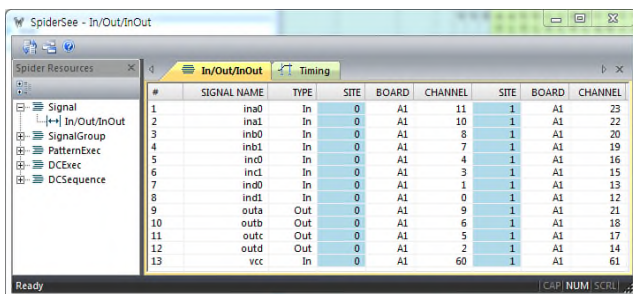 SpiderSee - In/Out/InOut
Spider Resources
In/Out/InOut Timing
# SIGNAL NAME TYPE SITE BOARD CHANNEL SITE BOARD CHANNEL
Signal
In/Out/InOut
SignalGroup
PatternExec
DCExec
DCSequence
1 ina0 In 0 A1 11 1 A1 23
2 ina1 In 0 A1 10 1 A1 22
3 inb0 In 0 A1 8 1 A1 20
4 inb1 In 0 A1 7 1 A1 19
5 inc0 In 0 A1 4 1 A1 16
6 inc1 In 0 A1 3 1 A1 15
7 ind0 In 0 A1 1 1 A1 13
8 ind1 In 0 A1 0 1 A1 12
9 outa Out 0 A1 9 1 A1 21
10 outb Out 0 A1 6 1 A1 18
11 outc Out 0 A1 5 1 A1 17
12 outd Out 0 A1 2 1 A1 14
13 vcc In 0 A1 60 1 A1 61
Ready CAP NUM SCRL